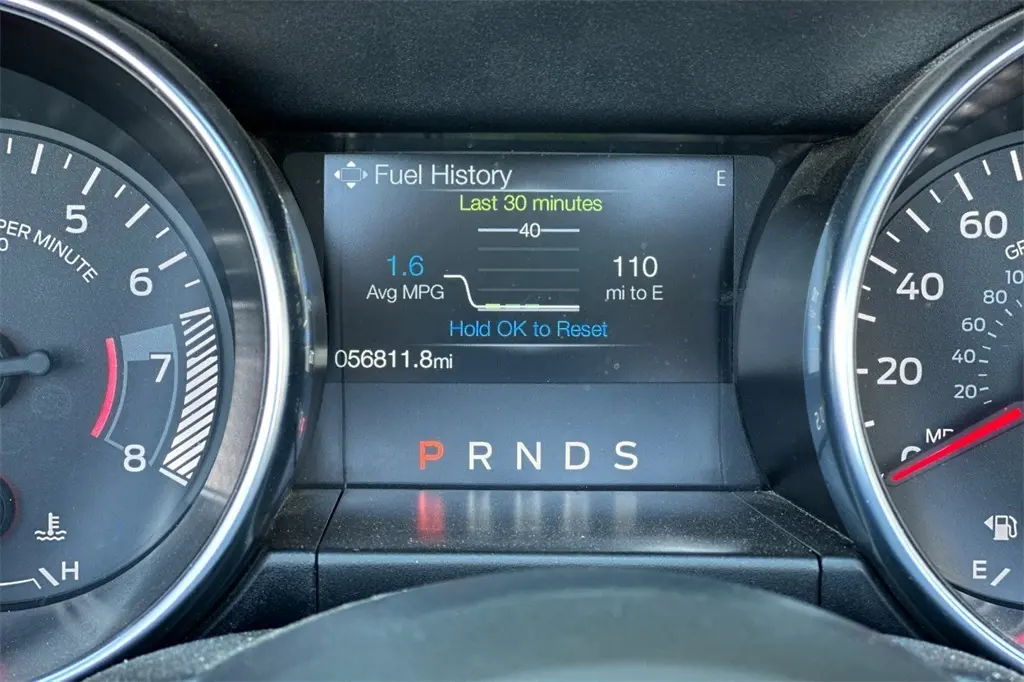 Fuel History
E
Last 30 minutes
40
1.6
Avg MPG
110
mi to E
Hold OK to Reset
056811.8mi
P R N D S
PER MINUTE
5
6
7
8
H
60
40
20
80
60
40
20
E